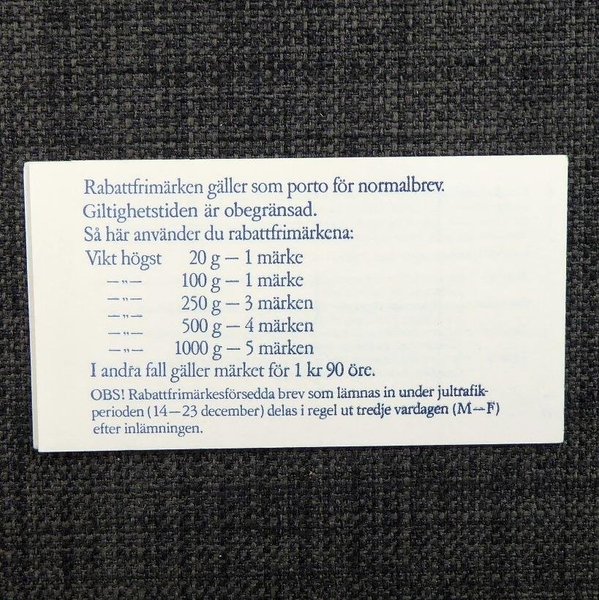 Rabattfrimärken gäller som porto för normalbrev.
Giltighetstiden är obegränsad.
Så här använder du rabattfrimärkena:
Vikt högst 20 g — 1 märke
—"— 100 g — 1 märke
—"— 250 g — 3 märken
—"— 500 g — 4 märken
—"— 1000 g — 5 märken
I andra fall gäller märket för 1 kr 90 öre.
OBS! Rabattfrimärkesförsedda brev som lämnas in under jultrafik-
perioden (14—23 december) delas i regel ut tredje vardagen (M—F)
efter inlämningen.